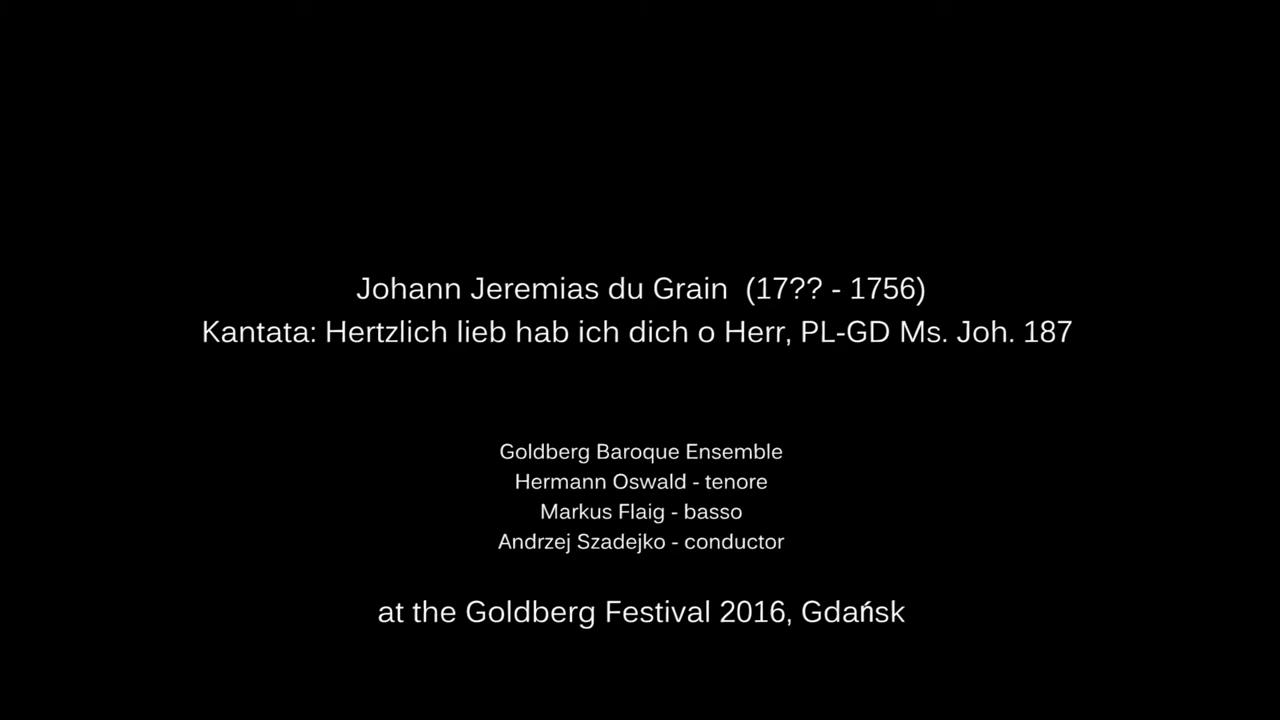 Johann Jeremias du Grain (17?? - 1756)
Kantata: Hertzlich lieb hab ich dich o Herr, PL-GD Ms. Joh. 187
Goldberg Baroque Ensemble
Hermann Oswald - tenore
Markus Flaig - basso
Andrzej Szadejko - conductor
at the Goldberg Festival 2016, Gdańsk